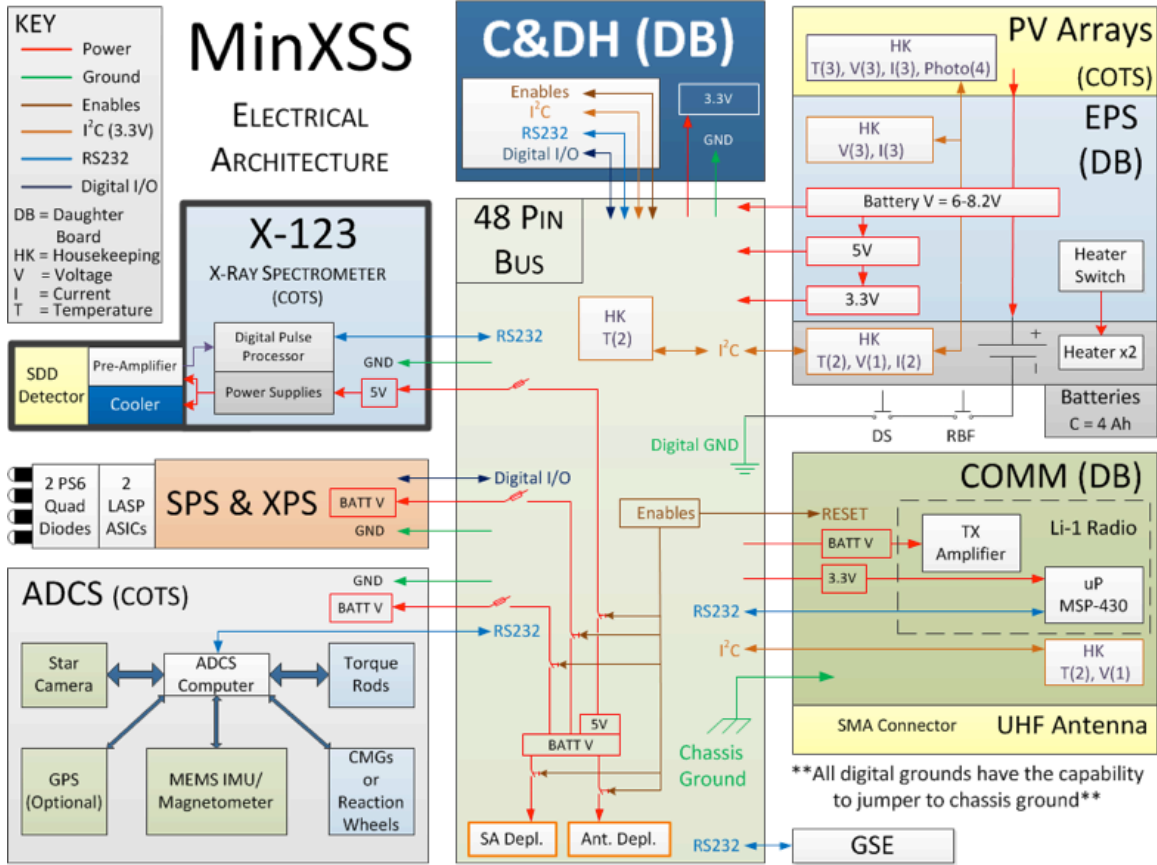 KEY
Power
Ground
Enables
I²C (3.3V)
RS232
Digital I/O
DB = Daughter
Board
HK = Housekeeping
V = Voltage
I = Current
T = Temperature
MinXSS
ELECTRICAL
ARCHITECTURE
C&DH (DB)
Enables
I²C
RS232
Digital I/O
3.3V
GND
PV Arrays
(COTS)
HK
T(3), V(3), I(3), Photo(4)
EPS
(DB)
HK
V(3), I(3)
Battery V = 6-8.2V
5V
3.3V
Heater
Switch
HK
T(2), V(1), I(2)
+
−
Heater x2
Batteries
C = 4 Ah
DS
RBF
X-123
X-RAY SPECTROMETER
(COTS)
Digital Pulse
Processor
Power Supplies
SDD
Detector
Pre-Amplifier
Cooler
RS232
GND
5V
48 PIN
BUS
HK
T(2)
I²C
Digital GND
2 PS6
Quad
Diodes
2
LASP
ASICs
SPS & XPS
Digital I/O
BATT V
GND
Enables
COMM (DB)
RESET
BATT V
3.3V
TX
Amplifier
Li-1 Radio
uP
MSP-430
RS232
I²C
HK
T(2), V(1)
SMA Connector
UHF Antenna
ADCS (COTS)
GND
BATT V
RS232
Star
Camera
ADCS
Computer
Torque
Rods
GPS
(Optional)
MEMS IMU/
Magnetometer
CMGs
or
Reaction
Wheels
5V
BATT V
Chassis
Ground
SA Depl.
Ant. Depl.
**All digital grounds have the capability
to jumper to chassis ground**
RS232
GSE